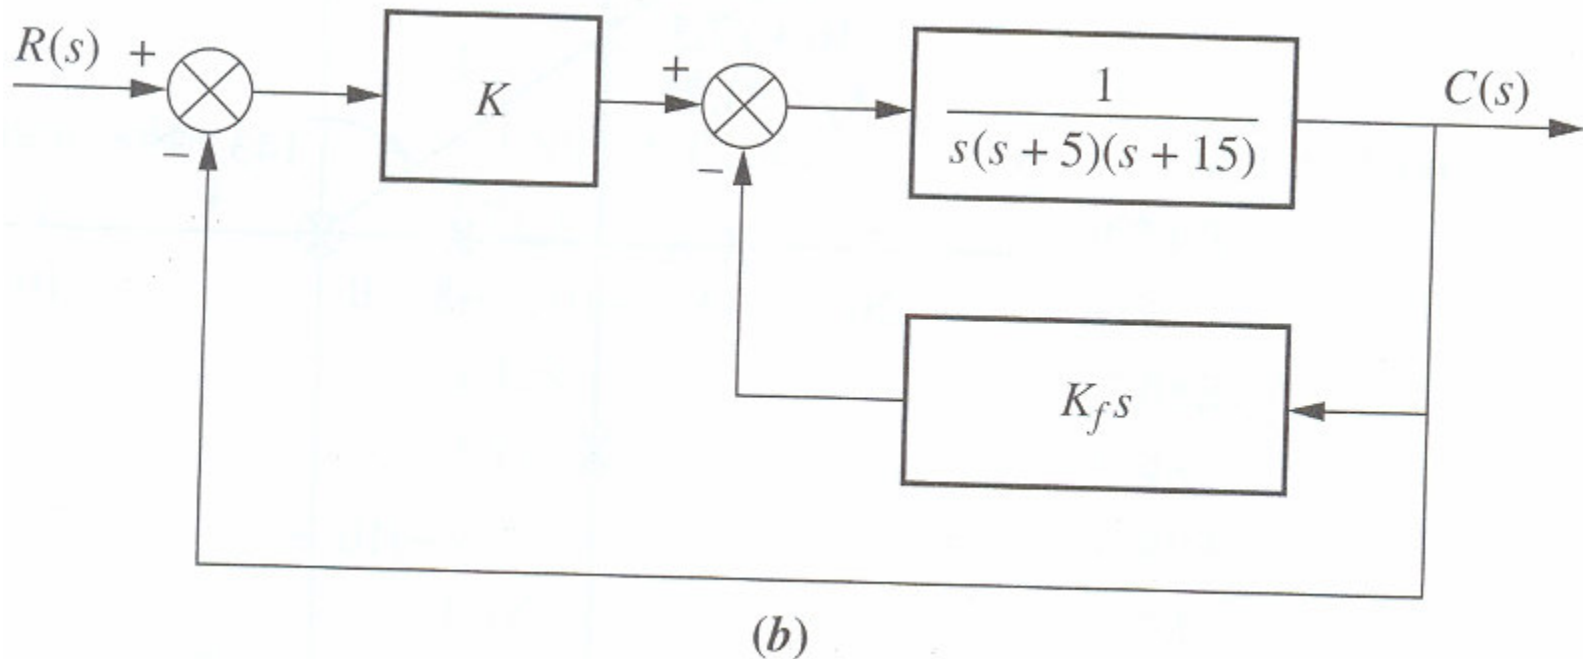 R(s) + K + 1 C(s)
s(s + 5)(s + 15)
− −
K_f s
(b)